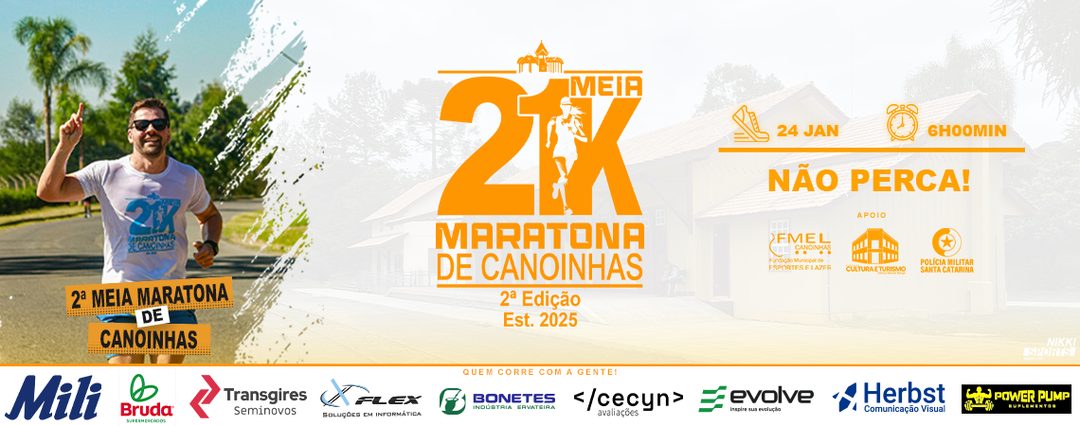 21K
MARATONA
DE CANOINHAS
2ª MEIA MARATONA
DE
CANOINHAS
MEIA
21K
MARATONA
DE CANOINHAS
2ª Edição
Est. 2025
24 JAN
6H00MIN
NÃO PERCA!
APOIO
FMEL
CANOINHAS
Fundação Municipal de
ESPORTES E LAZER
CULTURA E TURISMO
POLÍCIA MILITAR
SANTA CATARINA
NIKKI
SPORTS
QUEM CORRE COM A GENTE!
Mili
Bruda
SUPERMERCADOS
Transgires
Seminovos
XFLEX
SOLUÇÕES EM INFORMÁTICA
BONETES
INDÚSTRIA ERVATEIRA
</cecyn>
avaliações
evolve
Inspire sua evolução
Herbst
Comunicação Visual
POWER PUMP
SUPLEMENTOS